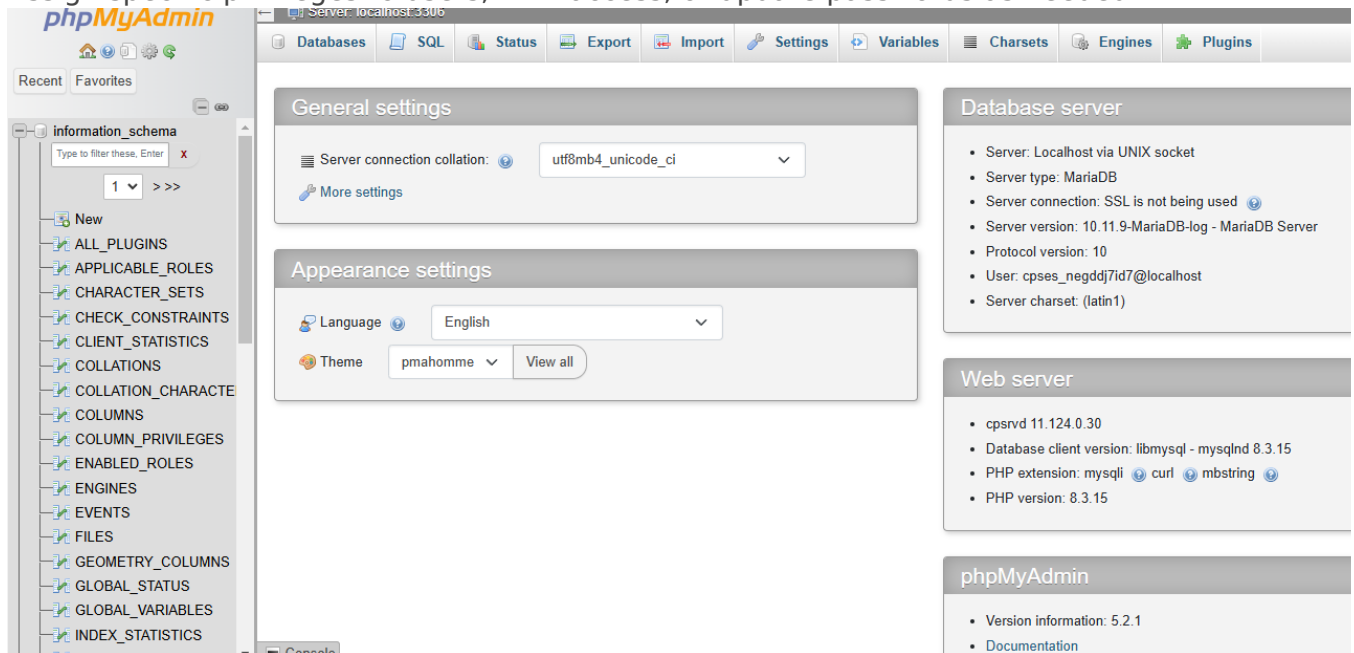 phpMyAdmin
Recent Favorites
information_schema
Type to filter these, Enter X
1 > >>
New
ALL_PLUGINS
APPLICABLE_ROLES
CHARACTER_SETS
CHECK_CONSTRAINTS
CLIENT_STATISTICS
COLLATIONS
COLLATION_CHARACTE
COLUMNS
COLUMN_PRIVILEGES
ENABLED_ROLES
ENGINES
EVENTS
FILES
GEOMETRY_COLUMNS
GLOBAL_STATUS
GLOBAL_VARIABLES
INDEX_STATISTICS
Server: localhost:3306
Databases SQL Status Export Import Settings Variables Charsets Engines Plugins
General settings
Server connection collation: utf8mb4_unicode_ci
More settings
Appearance settings
Language English
Theme pmahomme View all
Console
Database server
Server: Localhost via UNIX socket
Server type: MariaDB
Server connection: SSL is not being used
Server version: 10.11.9-MariaDB-log - MariaDB Server
Protocol version: 10
User: cpses_negddj7id7@localhost
Server charset: (latin1)
Web server
cpsrvd 11.124.0.30
Database client version: libmysql - mysqlnd 8.3.15
PHP extension: mysqli curl mbstring
PHP version: 8.3.15
phpMyAdmin
Version information: 5.2.1
Documentation